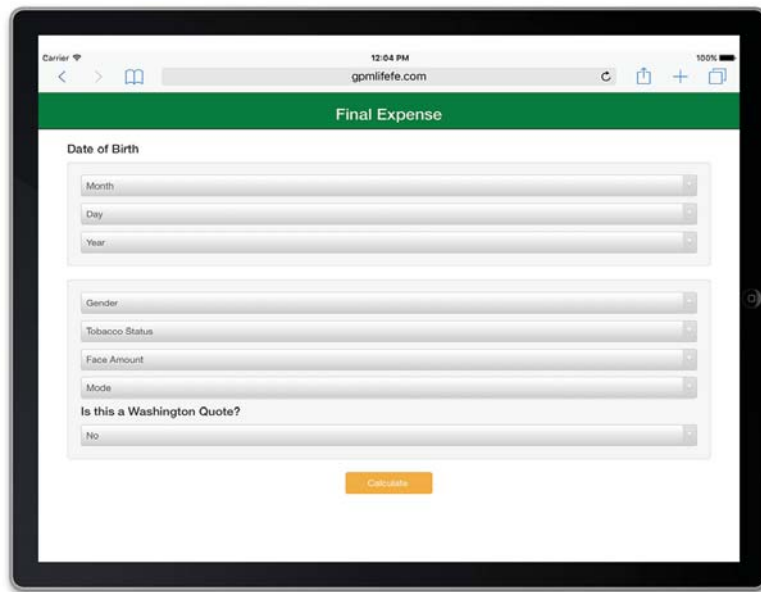 Carrier
12:04 PM
100%
gpmlifefe.com
Final Expense
Date of Birth
Month
Day
Year
Gender
Tobacco Status
Face Amount
Mode
Is this a Washington Quote?
No
Calculate